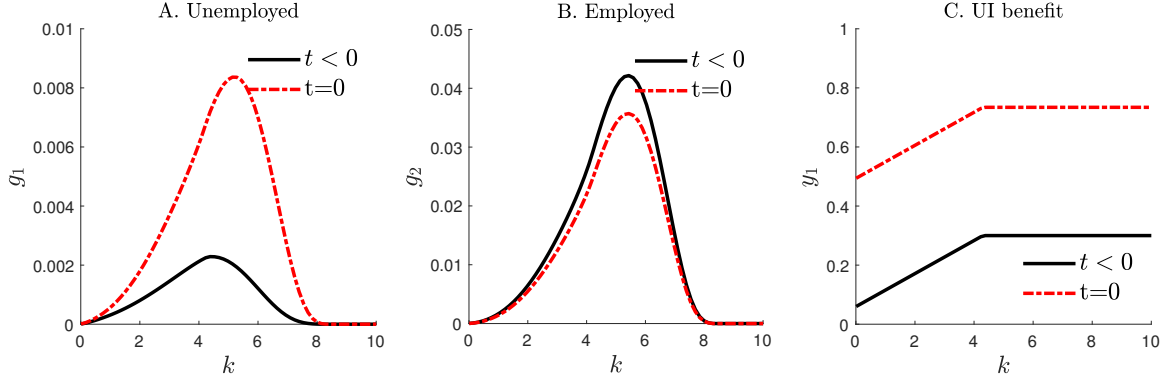 A. Unemployed
0.01
0.008
0.006
0.004
0.002
0
g1
0 2 4 6 8 10
k
t < 0
t=0
B. Employed
0.05
0.04
0.03
0.02
0.01
0
g2
0 2 4 6 8 10
k
t < 0
t=0
C. UI benefit
1
0.8
0.6
0.4
0.2
0
y1
0 2 4 6 8 10
k
t < 0
t=0